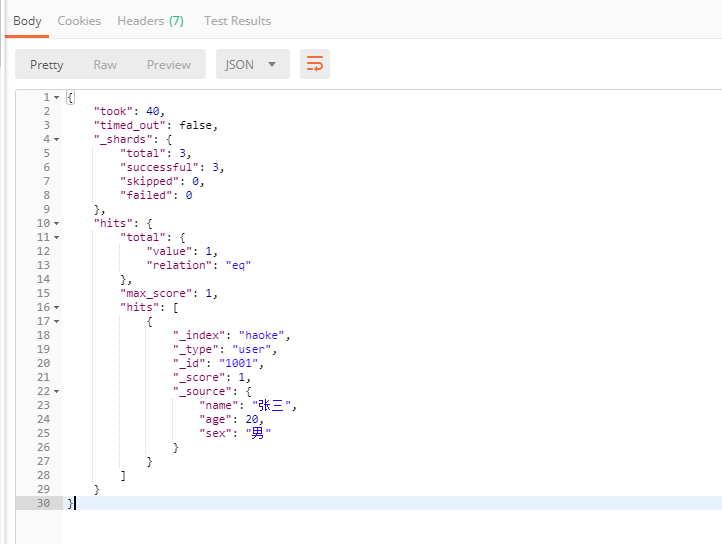 Body Cookies Headers (7) Test Results
Pretty Raw Preview JSON
1 {
2 "took": 40,
3 "timed_out": false,
4 "_shards": {
5 "total": 3,
6 "successful": 3,
7 "skipped": 0,
8 "failed": 0
9 },
10 "hits": {
11 "total": {
12 "value": 1,
13 "relation": "eq"
14 },
15 "max_score": 1,
16 "hits": [
17 {
18 "_index": "haoke",
19 "_type": "user",
20 "_id": "1001",
21 "_score": 1,
22 "_source": {
23 "name": "张三",
24 "age": 20,
25 "sex": "男"
26 }
27 }
28 ]
29 }
30 }